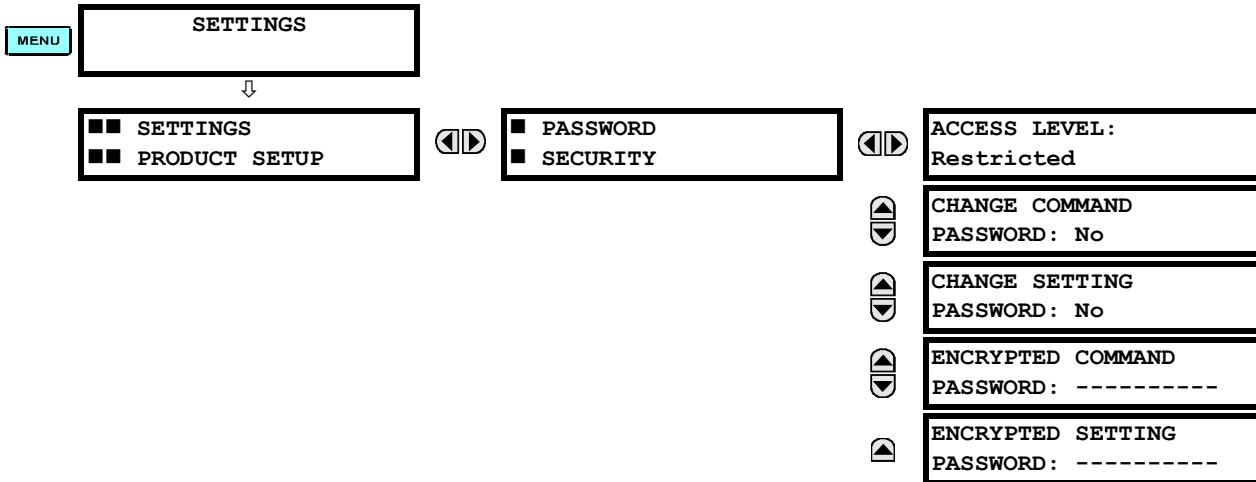 MENU
SETTINGS
■■ SETTINGS
■■ PRODUCT SETUP
■ PASSWORD
■ SECURITY
ACCESS LEVEL:
Restricted
CHANGE COMMAND
PASSWORD: No
CHANGE SETTING
PASSWORD: No
ENCRYPTED COMMAND
PASSWORD: ----------
ENCRYPTED SETTING
PASSWORD: ----------